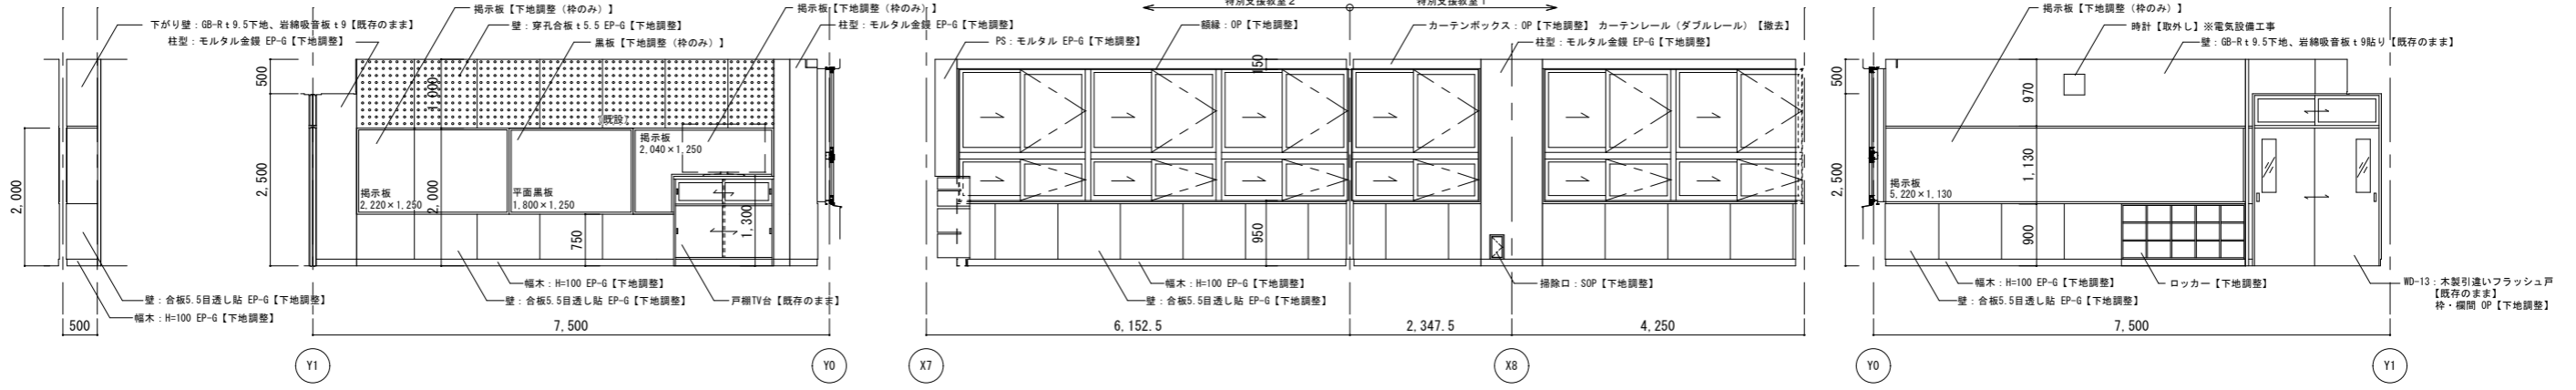 下がり壁：GB-Rt9.5下地、岩綿吸音板t9【既存のまま】
柱型：モルタル金鏝 EP-G【下地調整】
掲示板【下地調整（枠のみ）】
壁：穿孔合板t5.5 EP-G【下地調整】
黒板【下地調整（枠のみ）】
掲示板【下地調整（枠のみ）】
柱型：モルタル金鏝 EP-G【下地調整】
500
2,500
2,000
1,000
（既設）
掲示板
2,040×1,250
掲示板
2,220×1,250
2,000
平面黒板
1,800×1,250
750
1,300
壁：合板5.5目透し貼 EP-G【下地調整】
幅木：H=100 EP-G【下地調整】
幅木：H=100 EP-G【下地調整】
壁：合板5.5目透し貼 EP-G【下地調整】
戸棚TV台【既存のまま】
500
7,500
Y1
Y0
特別支援教室2
特別支援教室1
PS：モルタル EP-G【下地調整】
額縁：OP【下地調整】
カーテンボックス：OP【下地調整】 カーテンレール（ダブルレール）【撤去】
柱型：モルタル金鏝 EP-G【下地調整】
150
950
幅木：H=100 EP-G【下地調整】
壁：合板5.5目透し貼 EP-G【下地調整】
掃除口：SOP【下地調整】
6,152.5
2,347.5
4,250
X7
X8
掲示板【下地調整（枠のみ）】
時計【取外し】※電気設備工事
壁：GB-Rt9.5下地、岩綿吸音板t9貼り【既存のまま】
500
2,500
970
1,130
900
掲示板
5,220×1,130
幅木：H=100 EP-G【下地調整】
壁：合板5.5目透し貼 EP-G【下地調整】
ロッカー【下地調整】
WD-13：木製引違いフラッシュ戸
【既存のまま】
枠・欄間 OP【下地調整】
7,500
Y0
Y1